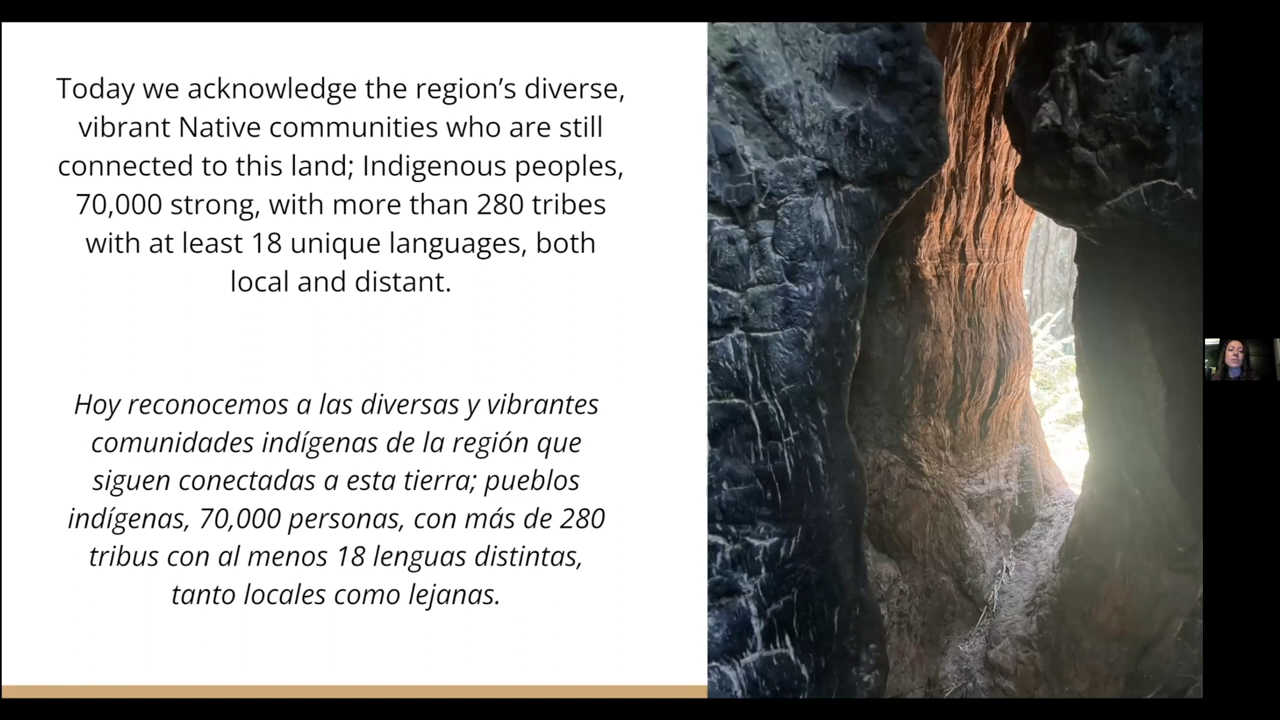 Today we acknowledge the region’s diverse,
vibrant Native communities who are still
connected to this land; Indigenous peoples,
70,000 strong, with more than 280 tribes
with at least 18 unique languages, both
local and distant.
Hoy reconocemos a las diversas y vibrantes
comunidades indígenas de la región que
siguen conectadas a esta tierra; pueblos
indígenas, 70,000 personas, con más de 280
tribus con al menos 18 lenguas distintas,
tanto locales como lejanas.